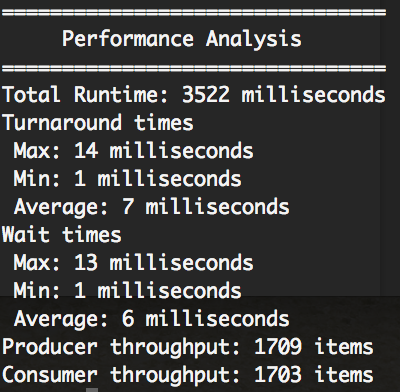 ================================
Performance Analysis
================================
Total Runtime: 3522 milliseconds
Turnaround times
Max: 14 milliseconds
Min: 1 milliseconds
Average: 7 milliseconds
Wait times
Max: 13 milliseconds
Min: 1 milliseconds
Average: 6 milliseconds
Producer throughput: 1709 items
Consumer throughput: 1703 items